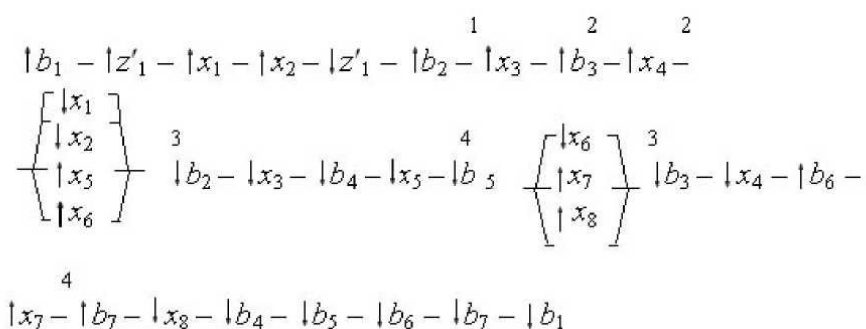 1 2 2
↑b₁ – ↑z'₁ – ↑x₁ – ↑x₂ – ↓z'₁ – ↑b₂ – ↑x₃ – ↑b₃ – ↑x₄ –
↓x₁
↓x₂
↑x₅
↑x₆
3 4
↓b₂ – ↓x₃ – ↓b₄ – ↓x₅ – ↓b ₅
↓x₆
↑x₇
↑x₈
3
↓b₃ – ↓x₄ – ↑b₆ –
4
↑x₇ – ↑b₇ – ↓x₈ – ↓b₄ – ↓b₅ – ↓b₆ – ↓b₇ – ↓b₁